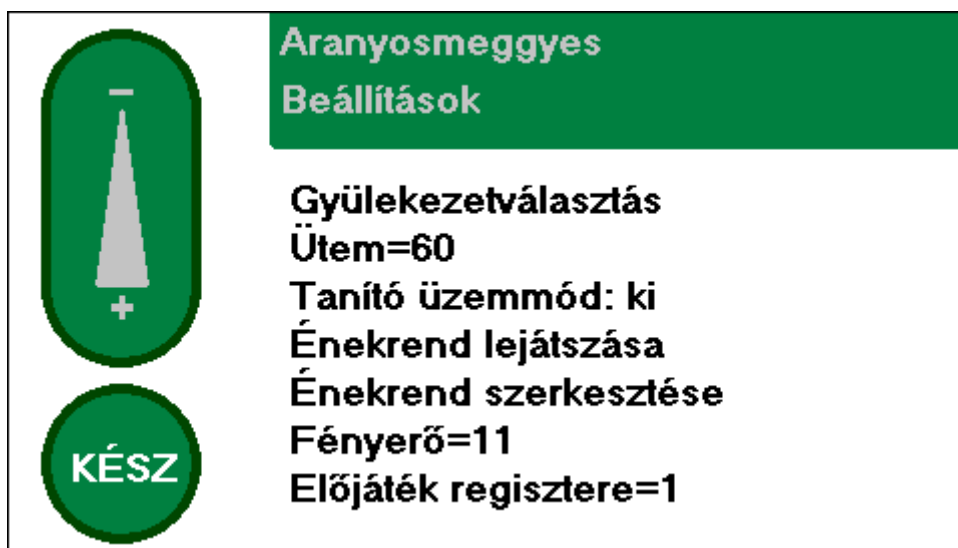 Aranyosmeggyes
Beállítások
−
+
KÉSZ
Gyülekezetválasztás
Ütem=60
Tanító üzemmód: ki
Énekrend lejátszása
Énekrend szerkesztése
Fényerő=11
Előjáték regisztere=1